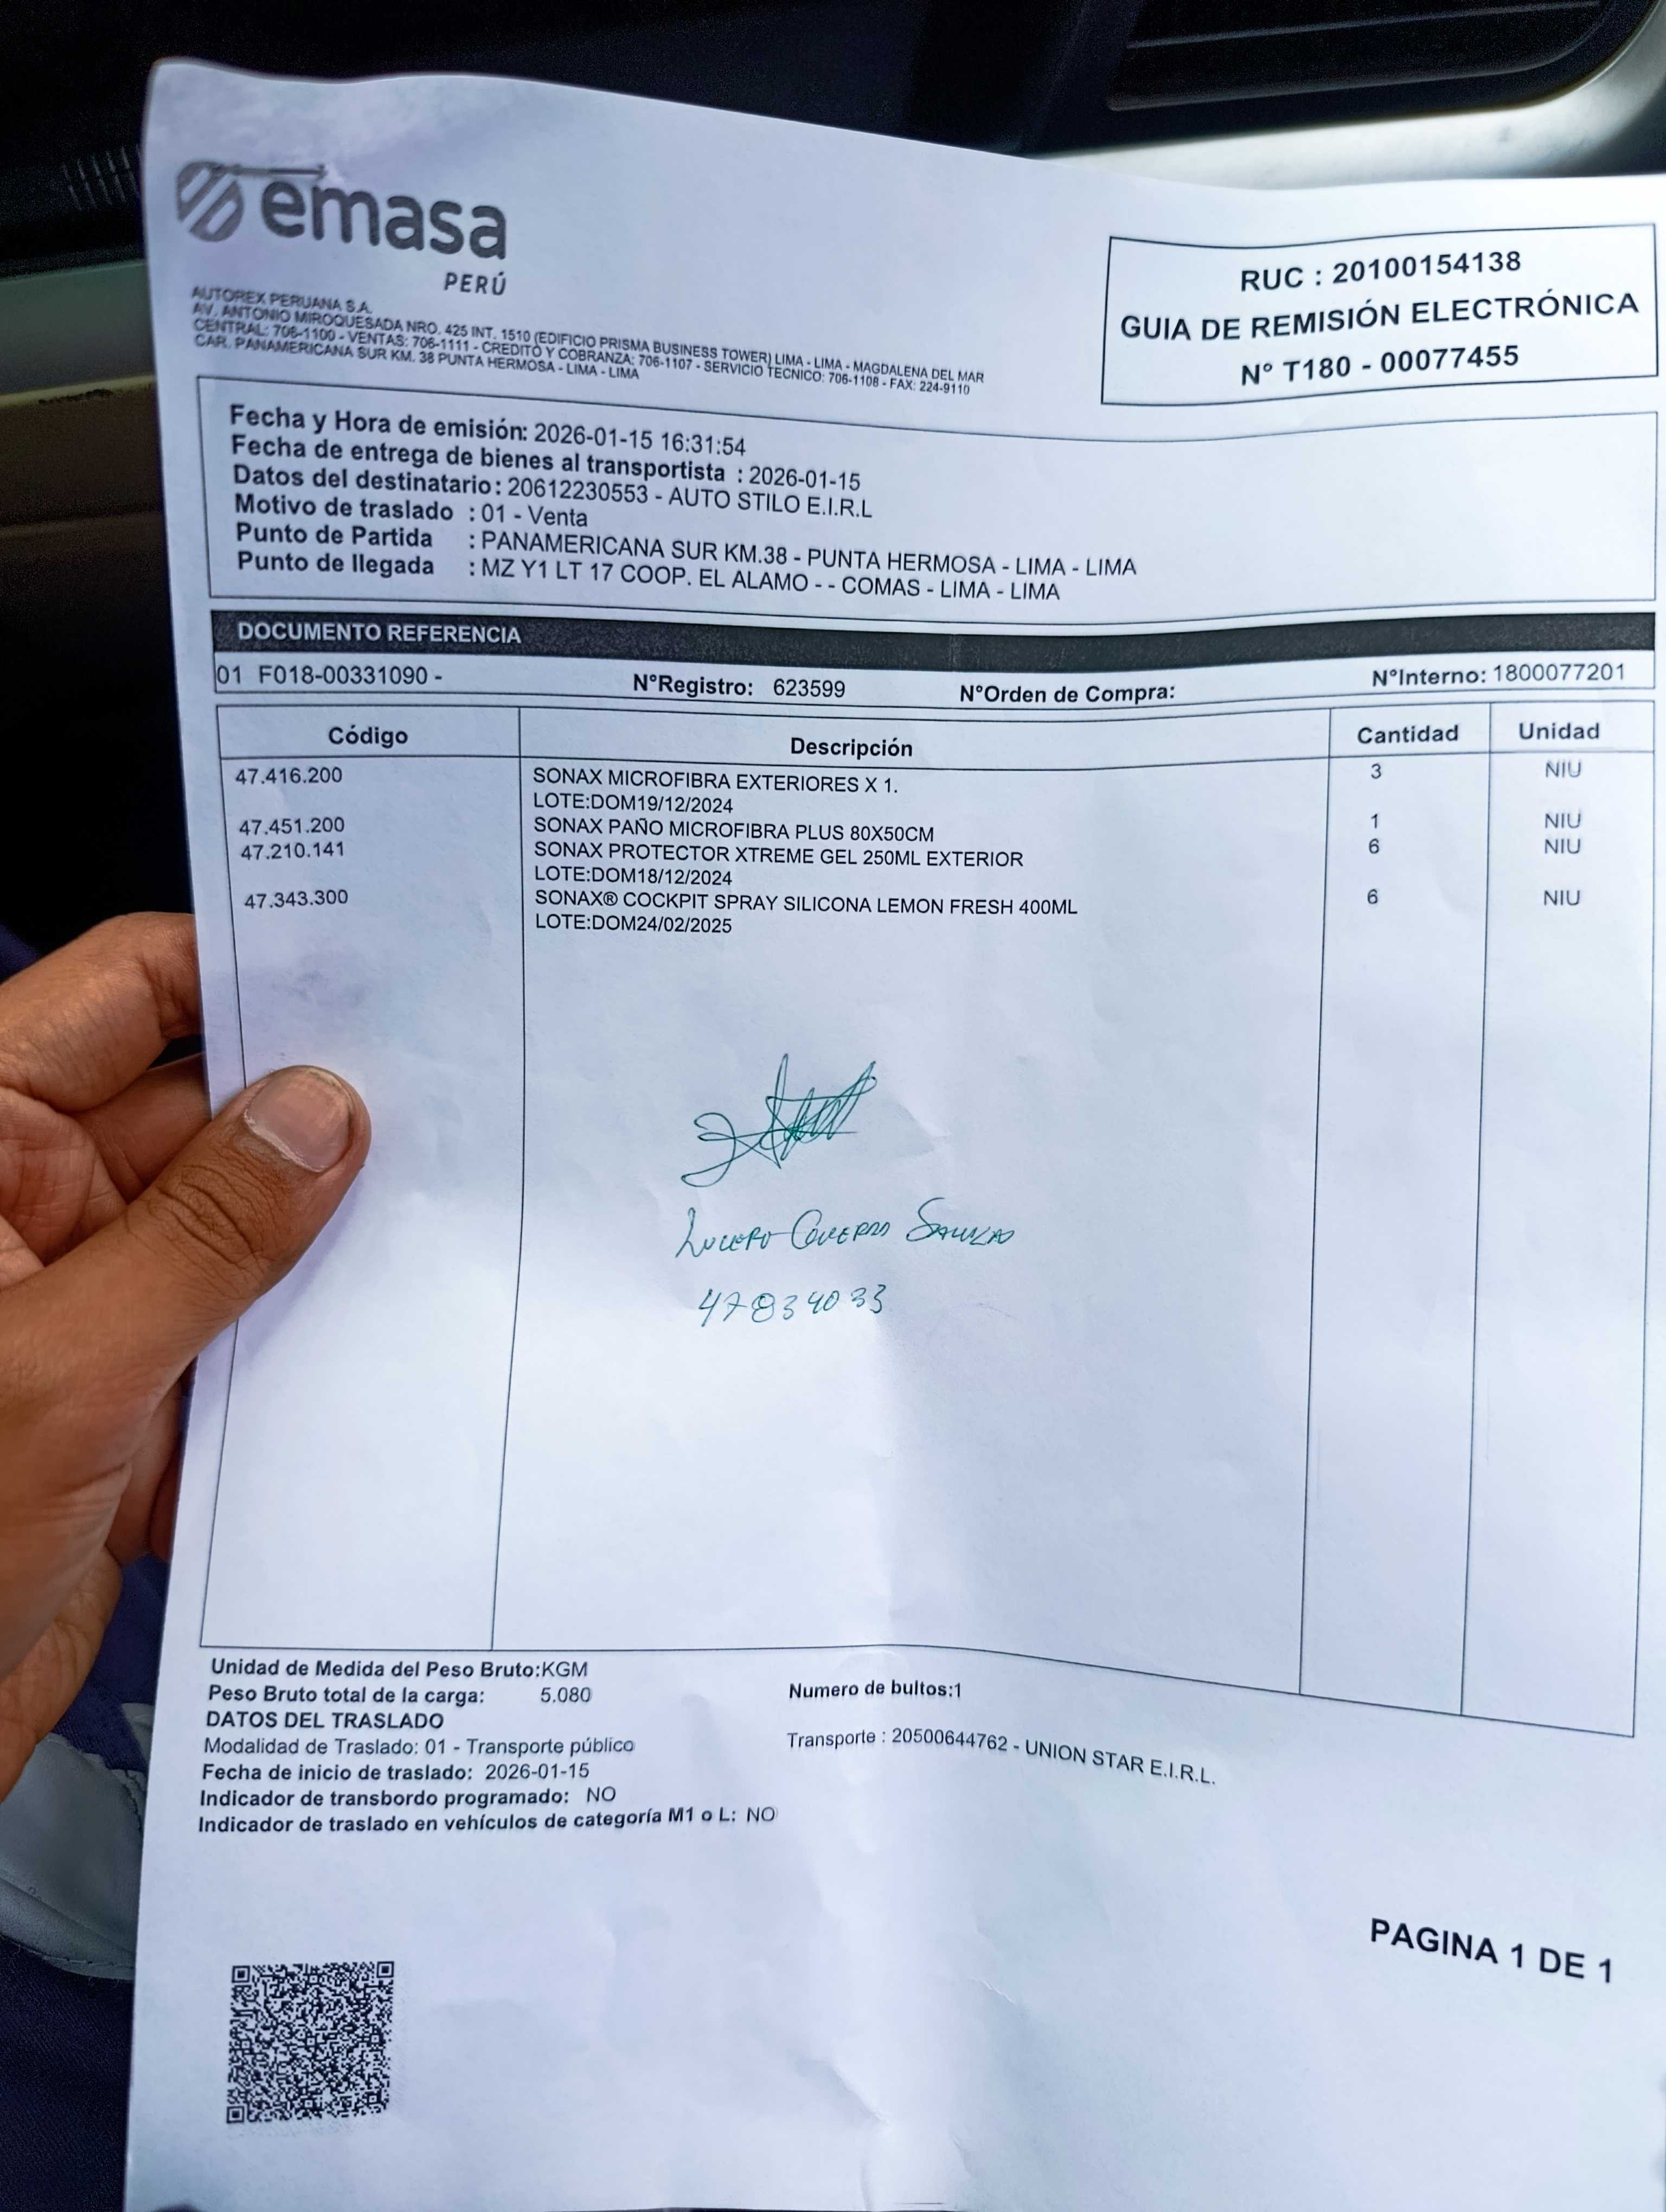 emasa
PERÚ
AUTOREX PERUANA S.A.
AV. ANTONIO MIROQUESADA NRO. 425 INT. 1510 (EDIFICIO PRISMA BUSINESS TOWER) LIMA - LIMA - MAGDALENA DEL MAR
CENTRAL: 706-1100 - VENTAS: 706-1111 - CREDITO Y COBRANZA: 706-1107 - SERVICIO TECNICO: 706-1108 - FAX: 224-9110
CAR. PANAMERICANA SUR KM. 38 PUNTA HERMOSA - LIMA - LIMA
RUC : 20100154138
GUIA DE REMISIÓN ELECTRÓNICA
N° T180 - 00077455
Fecha y Hora de emisión: 2026-01-15 16:31:54
Fecha de entrega de bienes al transportista : 2026-01-15
Datos del destinatario: 20612230553 - AUTO STILO E.I.R.L
Motivo de traslado : 01 - Venta
Punto de Partida : PANAMERICANA SUR KM.38 - PUNTA HERMOSA - LIMA - LIMA
Punto de llegada : MZ Y1 LT 17 COOP. EL ALAMO - - COMAS - LIMA - LIMA
DOCUMENTO REFERENCIA
01 F018-00331090 - N°Registro: 623599 N°Orden de Compra: N°Interno: 1800077201
Código Descripción Cantidad Unidad
47.416.200 SONAX MICROFIBRA EXTERIORES X 1. 3 NIU
LOTE:DOM19/12/2024
47.451.200 SONAX PAÑO MICROFIBRA PLUS 80X50CM 1 NIU
47.210.141 SONAX PROTECTOR XTREME GEL 250ML EXTERIOR 6 NIU
LOTE:DOM18/12/2024
47.343.300 SONAX® COCKPIT SPRAY SILICONA LEMON FRESH 400ML 6 NIU
LOTE:DOM24/02/2025
Lucero
47834033
Unidad de Medida del Peso Bruto:KGM
Peso Bruto total de la carga: 5.080 Numero de bultos:1
DATOS DEL TRASLADO
Modalidad de Traslado: 01 - Transporte público Transporte : 20500644762 - UNION STAR E.I.R.L.
Fecha de inicio de traslado: 2026-01-15
Indicador de transbordo programado: NO
Indicador de traslado en vehículos de categoría M1 o L: NO
PAGINA 1 DE 1